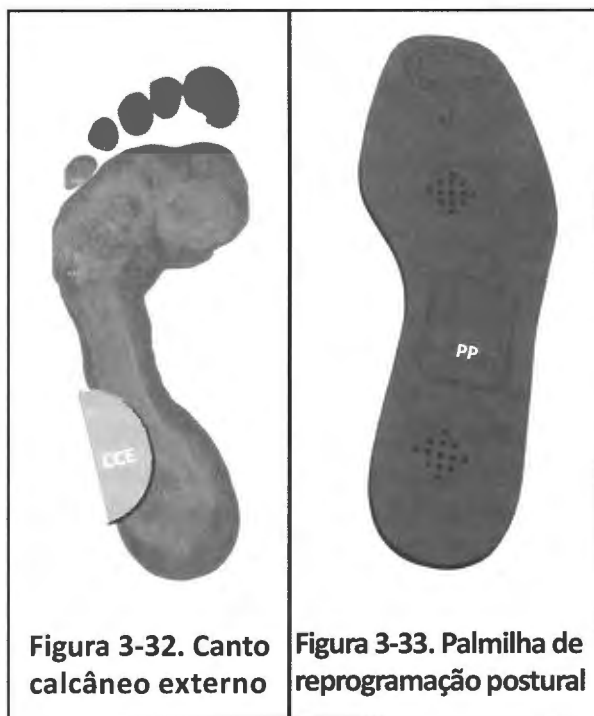 CCE
PP
Figura 3-32. Canto
calcâneo externo
Figura 3-33. Palmilha de
reprogramação postural